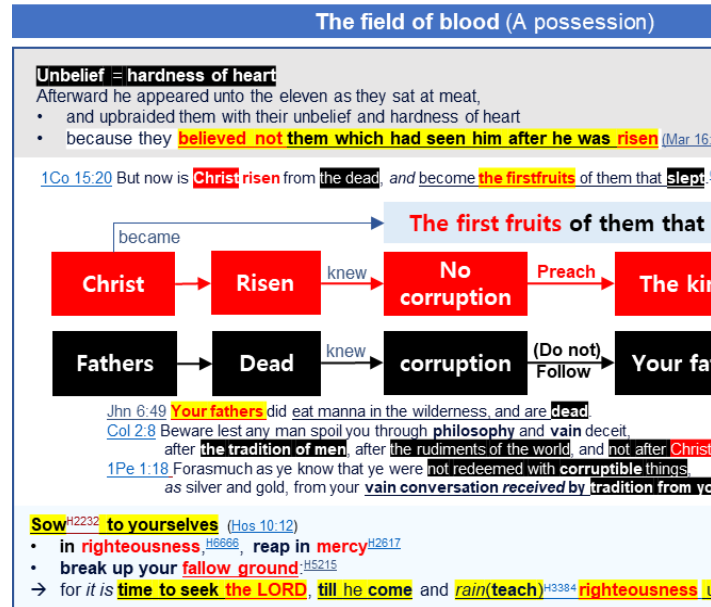 The field of blood (A possession)
Unbelief = hardness of heart
Afterward he appeared unto the eleven as they sat at meat,
• and upbraided them with their unbelief and hardness of heart
• because they believed not them which had seen him after he was risen (Mar 16:
1Co 15:20 But now is Christ risen from the dead, and become the firstfruits of them that slept.
The first fruits of them that
became
Christ
Risen
knew
No corruption
Preach
The kin
Fathers
Dead
knew
corruption
(Do not) Follow
Your fat
Jhn 6:49 Your fathers did eat manna in the wilderness, and are dead.
Col 2:8 Beware lest any man spoil you through philosophy and vain deceit,
after the tradition of men, after the rudiments of the world, and not after Christ
1Pe 1:18 Forasmuch as ye know that ye were not redeemed with corruptible things,
as silver and gold, from your vain conversation received by tradition from yo
Sow H2232 to yourselves (Hos 10:12)
• in righteousness, H6666, reap in mercy H2617
• break up your fallow ground: H5215
→ for it is time to seek the LORD, till he come and rain(teach) H3384 righteousness u